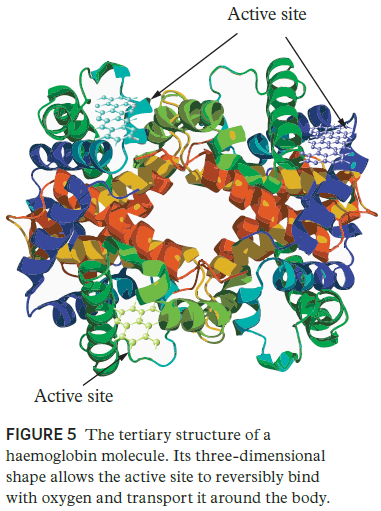 Active site
Active site
FIGURE 5 The tertiary structure of a
haemoglobin molecule. Its three-dimensional
shape allows the active site to reversibly bind
with oxygen and transport it around the body.